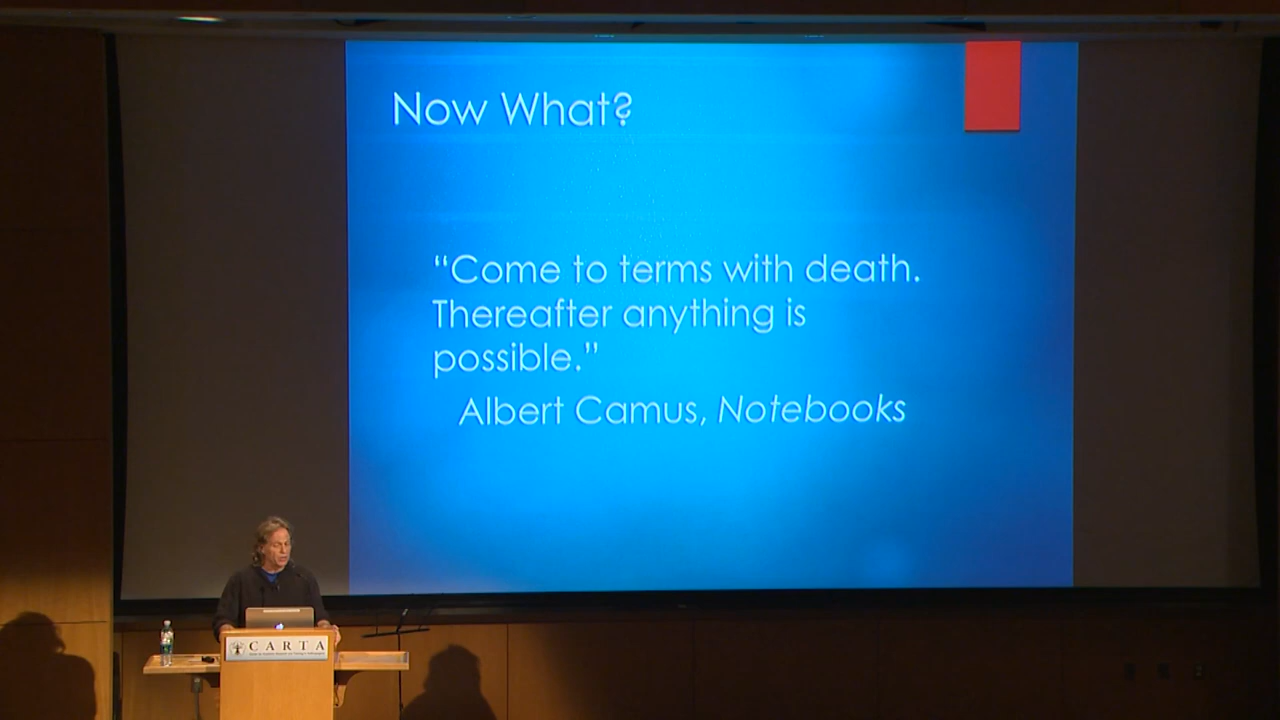 Now What?
“Come to terms with death.
Thereafter anything is
possible.”
Albert Camus, Notebooks
CARTA